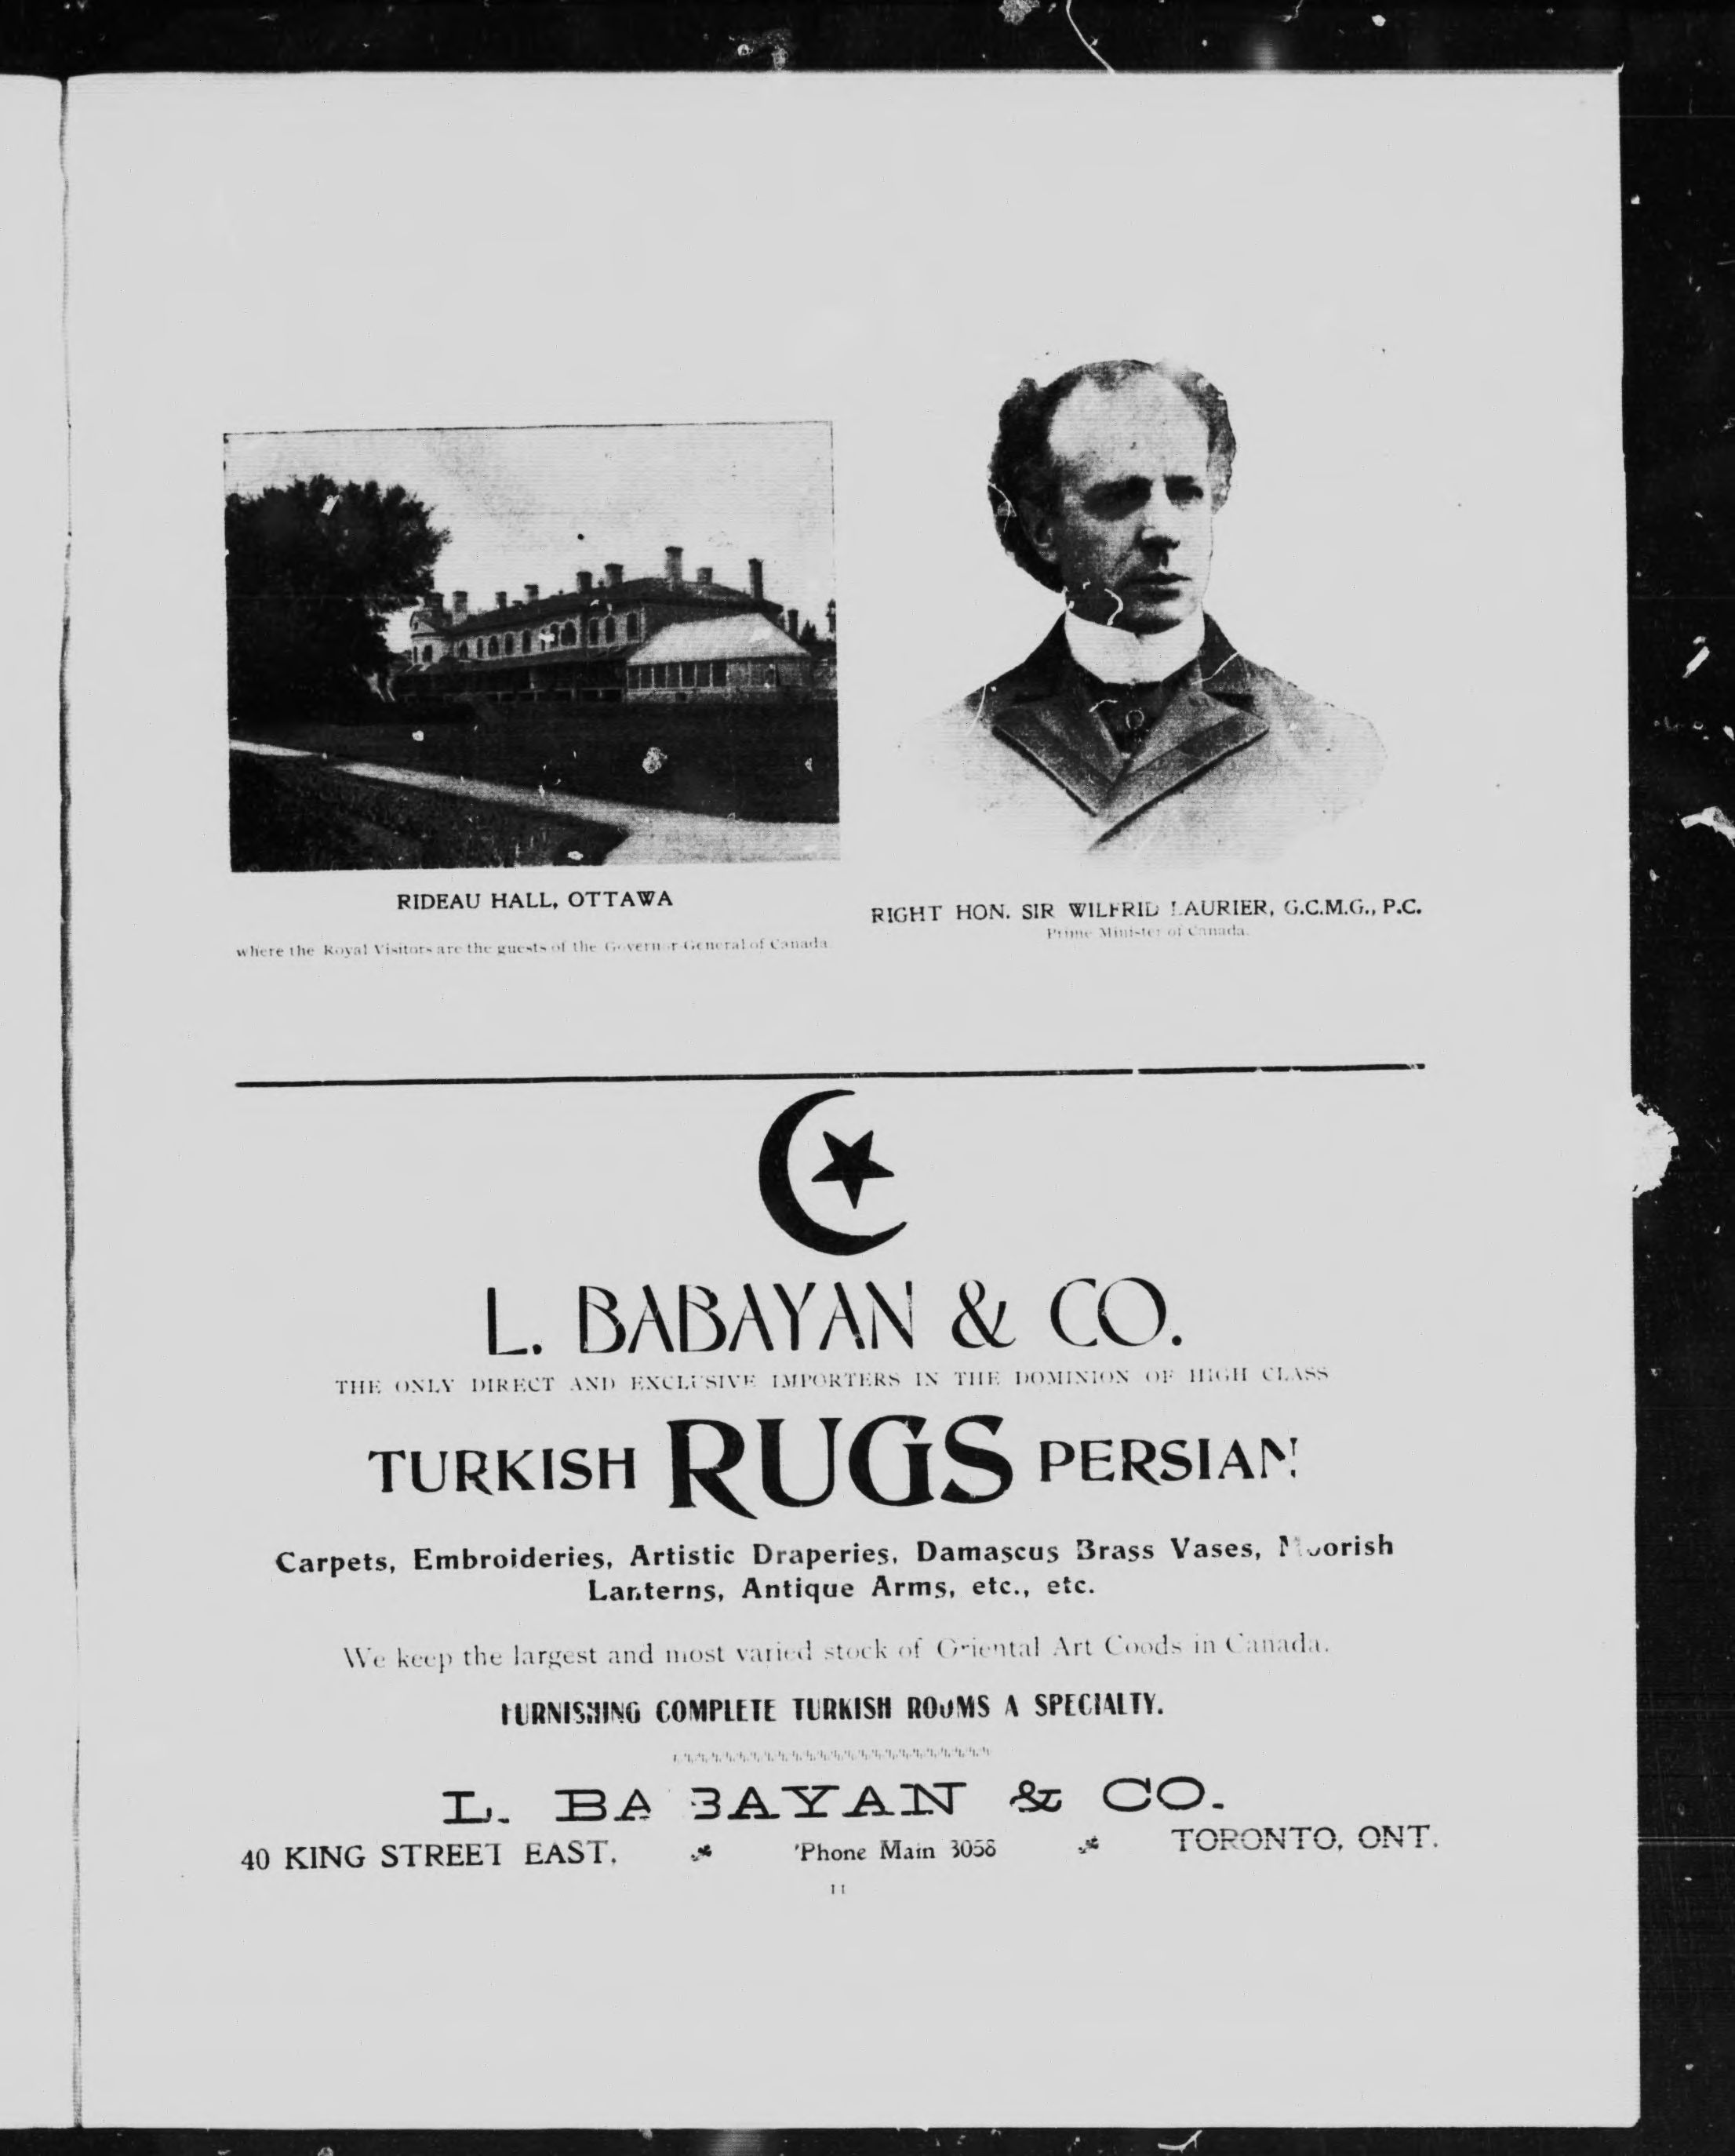 RIDEAU HALL, OTTAWA
where the Royal Visitors are the guests of the Governor General of Canada
RIGHT HON. SIR WILFRID LAURIER, G.C.M.G., P.C.
Prime Minister of Canada.
L. BABAYAN & CO.
THE ONLY DIRECT AND EXCLUSIVE IMPORTERS IN THE DOMINION OF HIGH CLASS
TURKISH RUGS PERSIAN
Carpets, Embroideries, Artistic Draperies, Damascus Brass Vases, Moorish
Lanterns, Antique Arms, etc., etc.
We keep the largest and most varied stock of Oriental Art Goods in Canada.
FURNISHING COMPLETE TURKISH ROOMS A SPECIALTY.
L. BABAYAN & CO.
40 KING STREET EAST. 'Phone Main 3058 TORONTO, ONT.
11